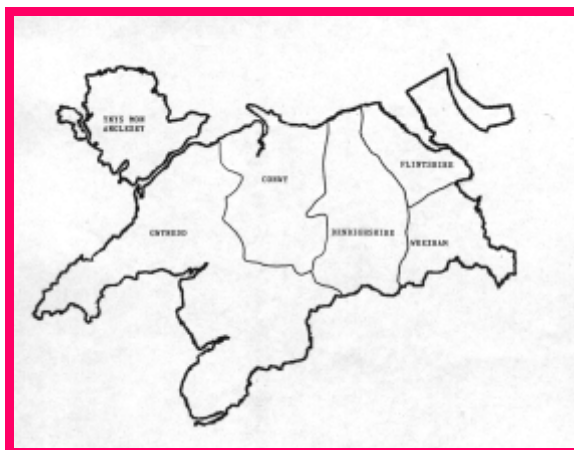 YNYS MON
ANGLESEY
FLINTSHIRE
CONWY
GWYNEDD
DENBIGHSHIRE
WREXHAM